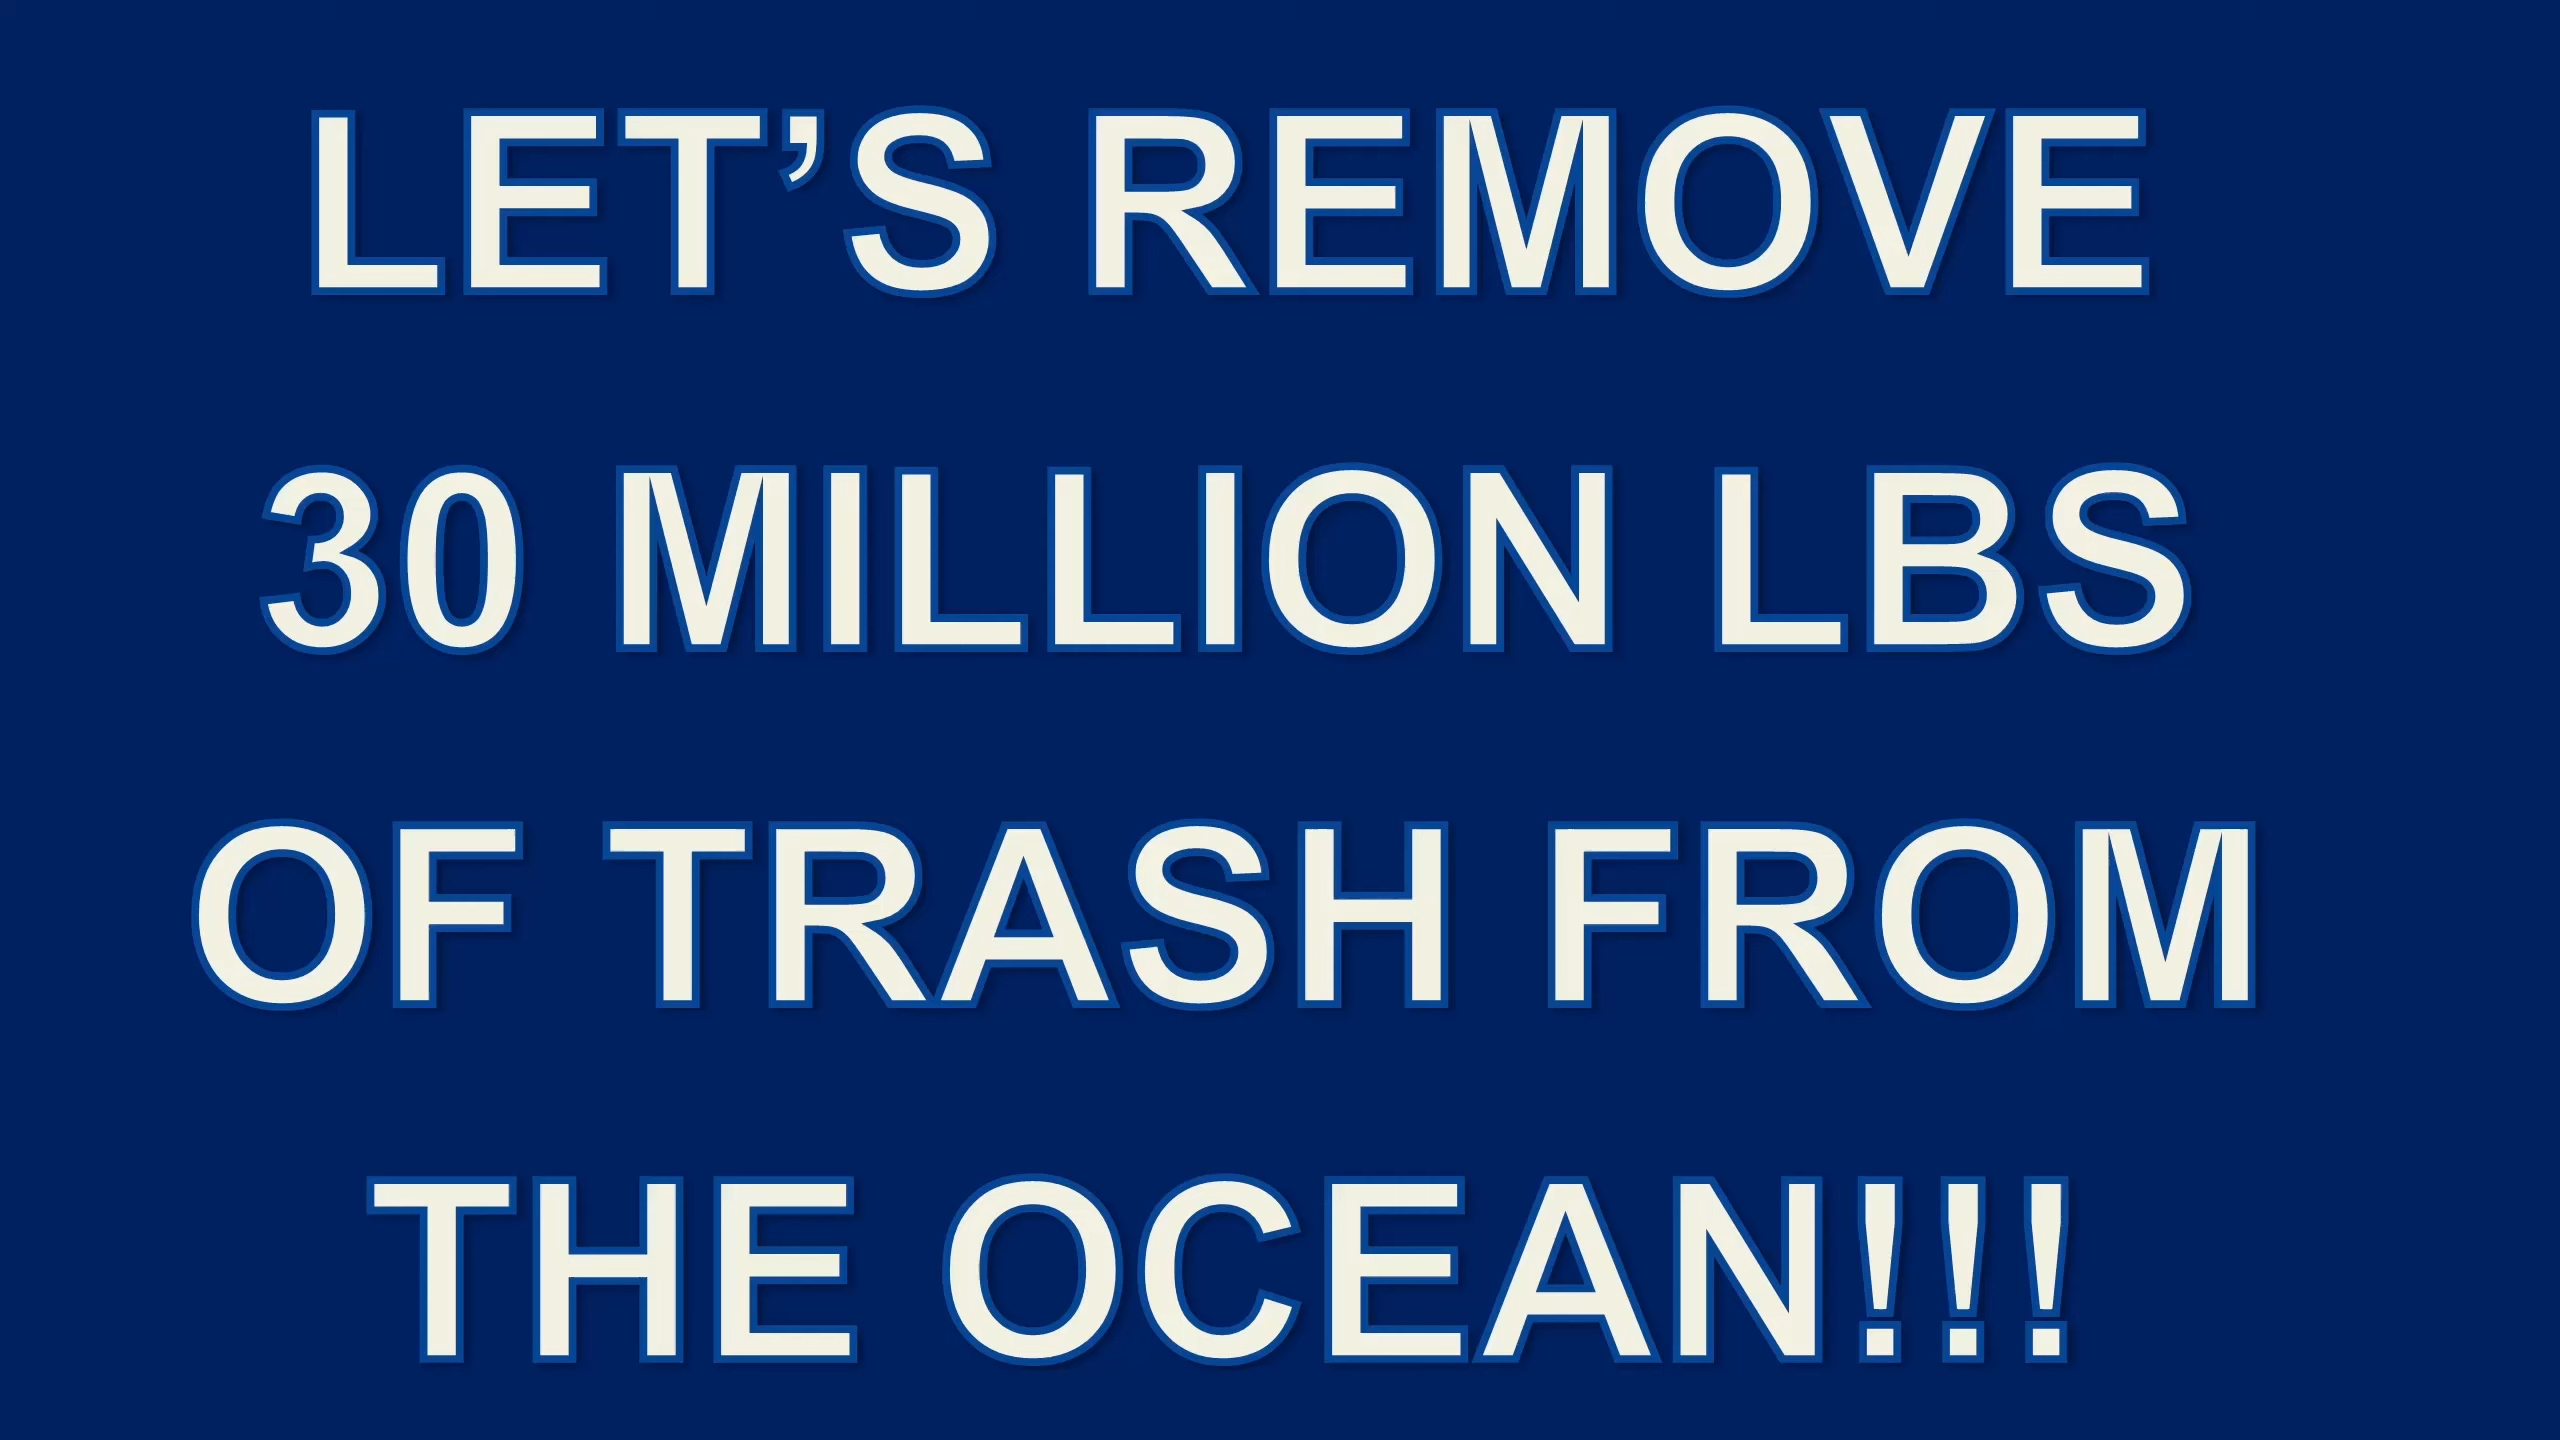 LET’S REMOVE
30 MILLION LBS
OF TRASH FROM
THE OCEAN!!!